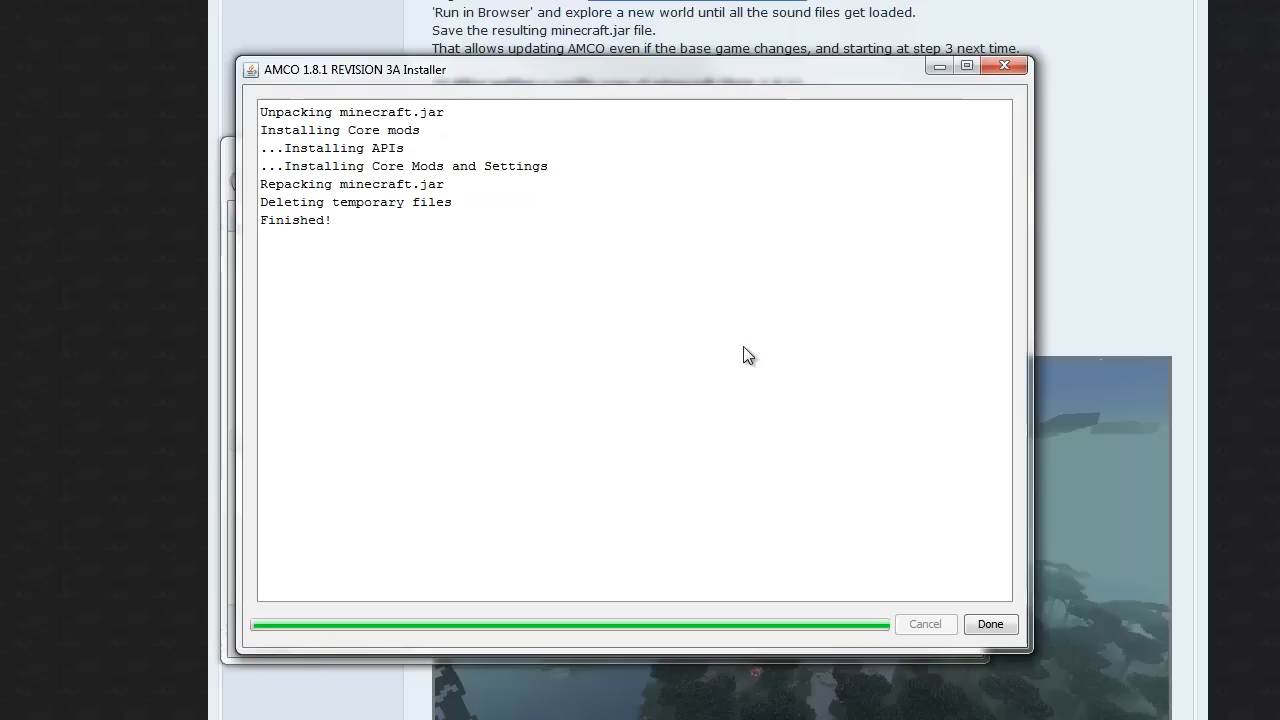 'Run in Browser' and explore a new world until all the sound files get loaded.
Save the resulting minecraft.jar file.
That allows updating AMCO even if the base game changes, and starting at step 3 next time.
AMCO 1.8.1 REVISION 3A Installer
Unpacking minecraft.jar
Installing Core mods
...Installing APIs
...Installing Core Mods and Settings
Repacking minecraft.jar
Deleting temporary files
Finished!
Cancel
Done